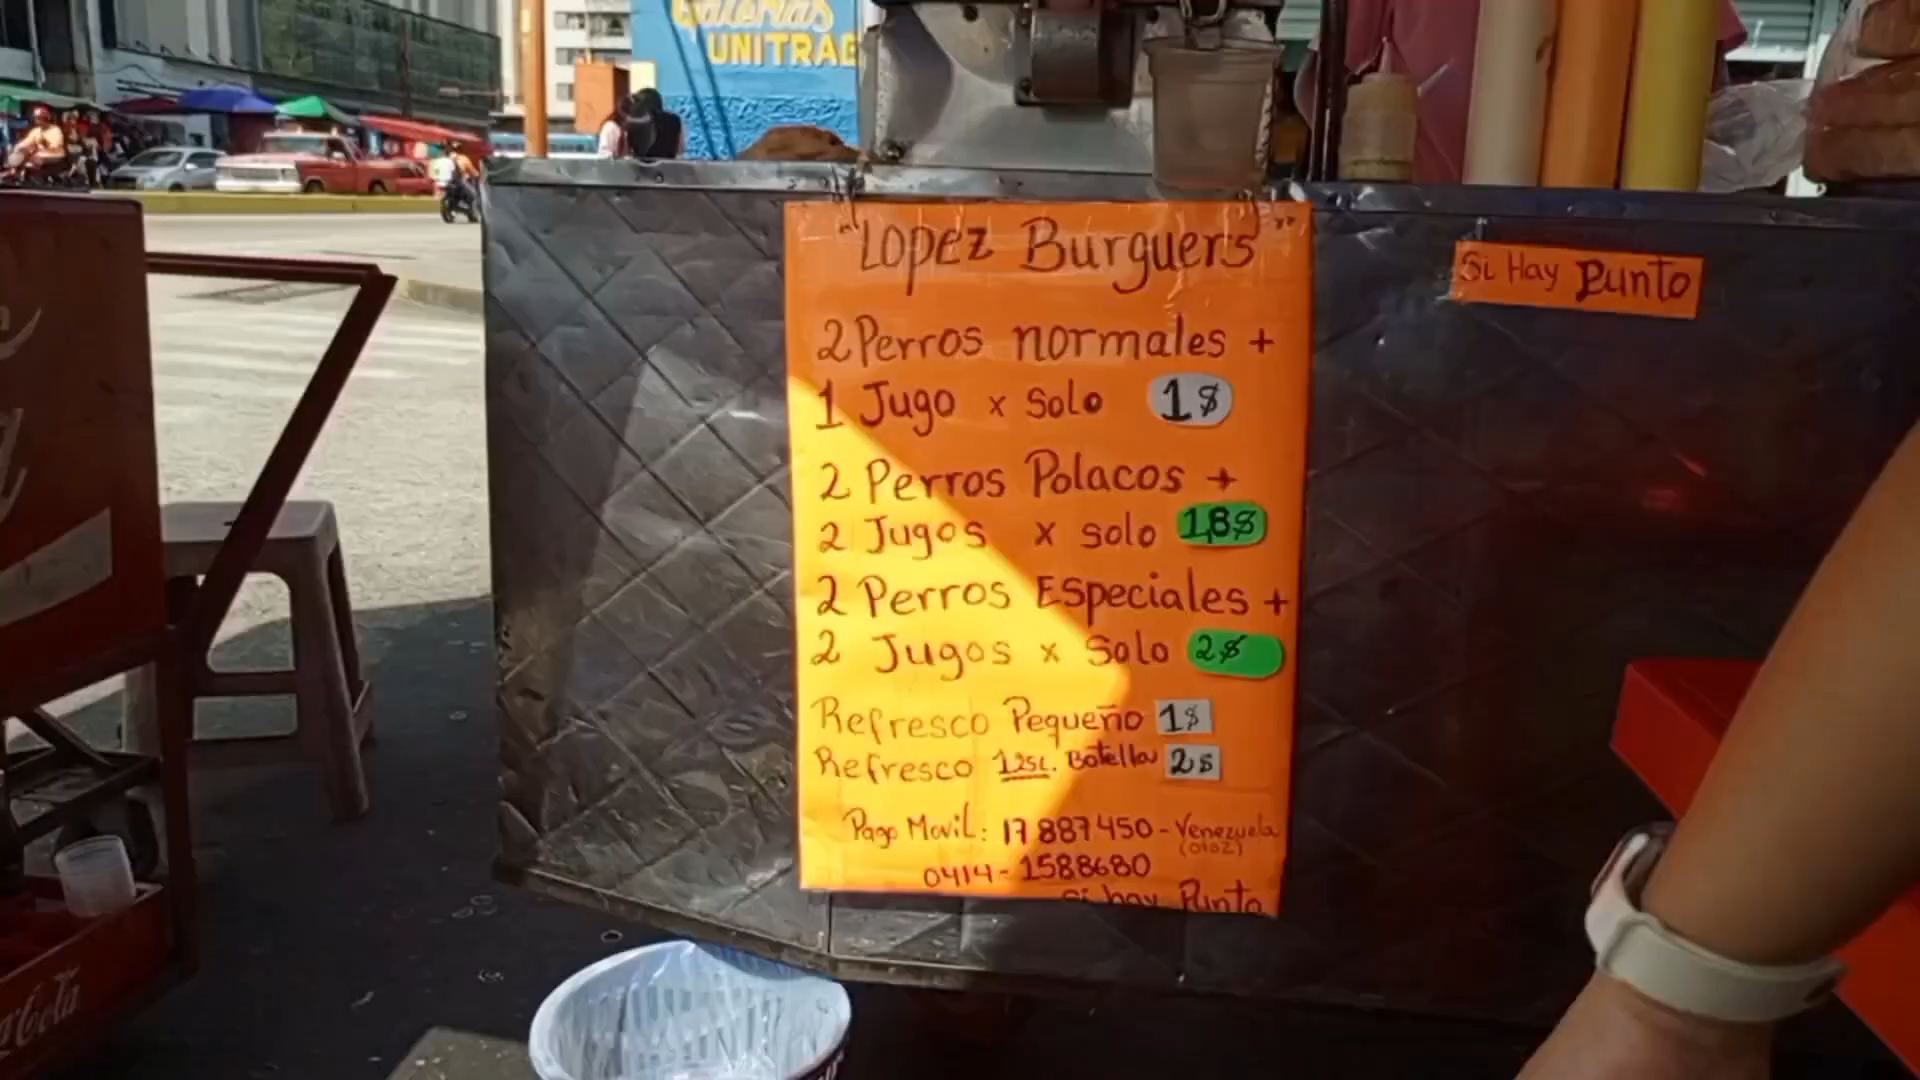 Galerias
UNITRAE
"Lopez Burguers"
2 Perros normales +
1 Jugo x Solo 1$
2 Perros Polacos +
2 Jugos x solo 1,8$
2 Perros Especiales +
2 Jugos x Solo 2$
Refresco Pequeño 1$
Refresco 1.25L. Botella 2$
Pago Movil: 17887450 - Venezuela
(0102)
0414-1588680
Si hay Punto
Si Hay Punto